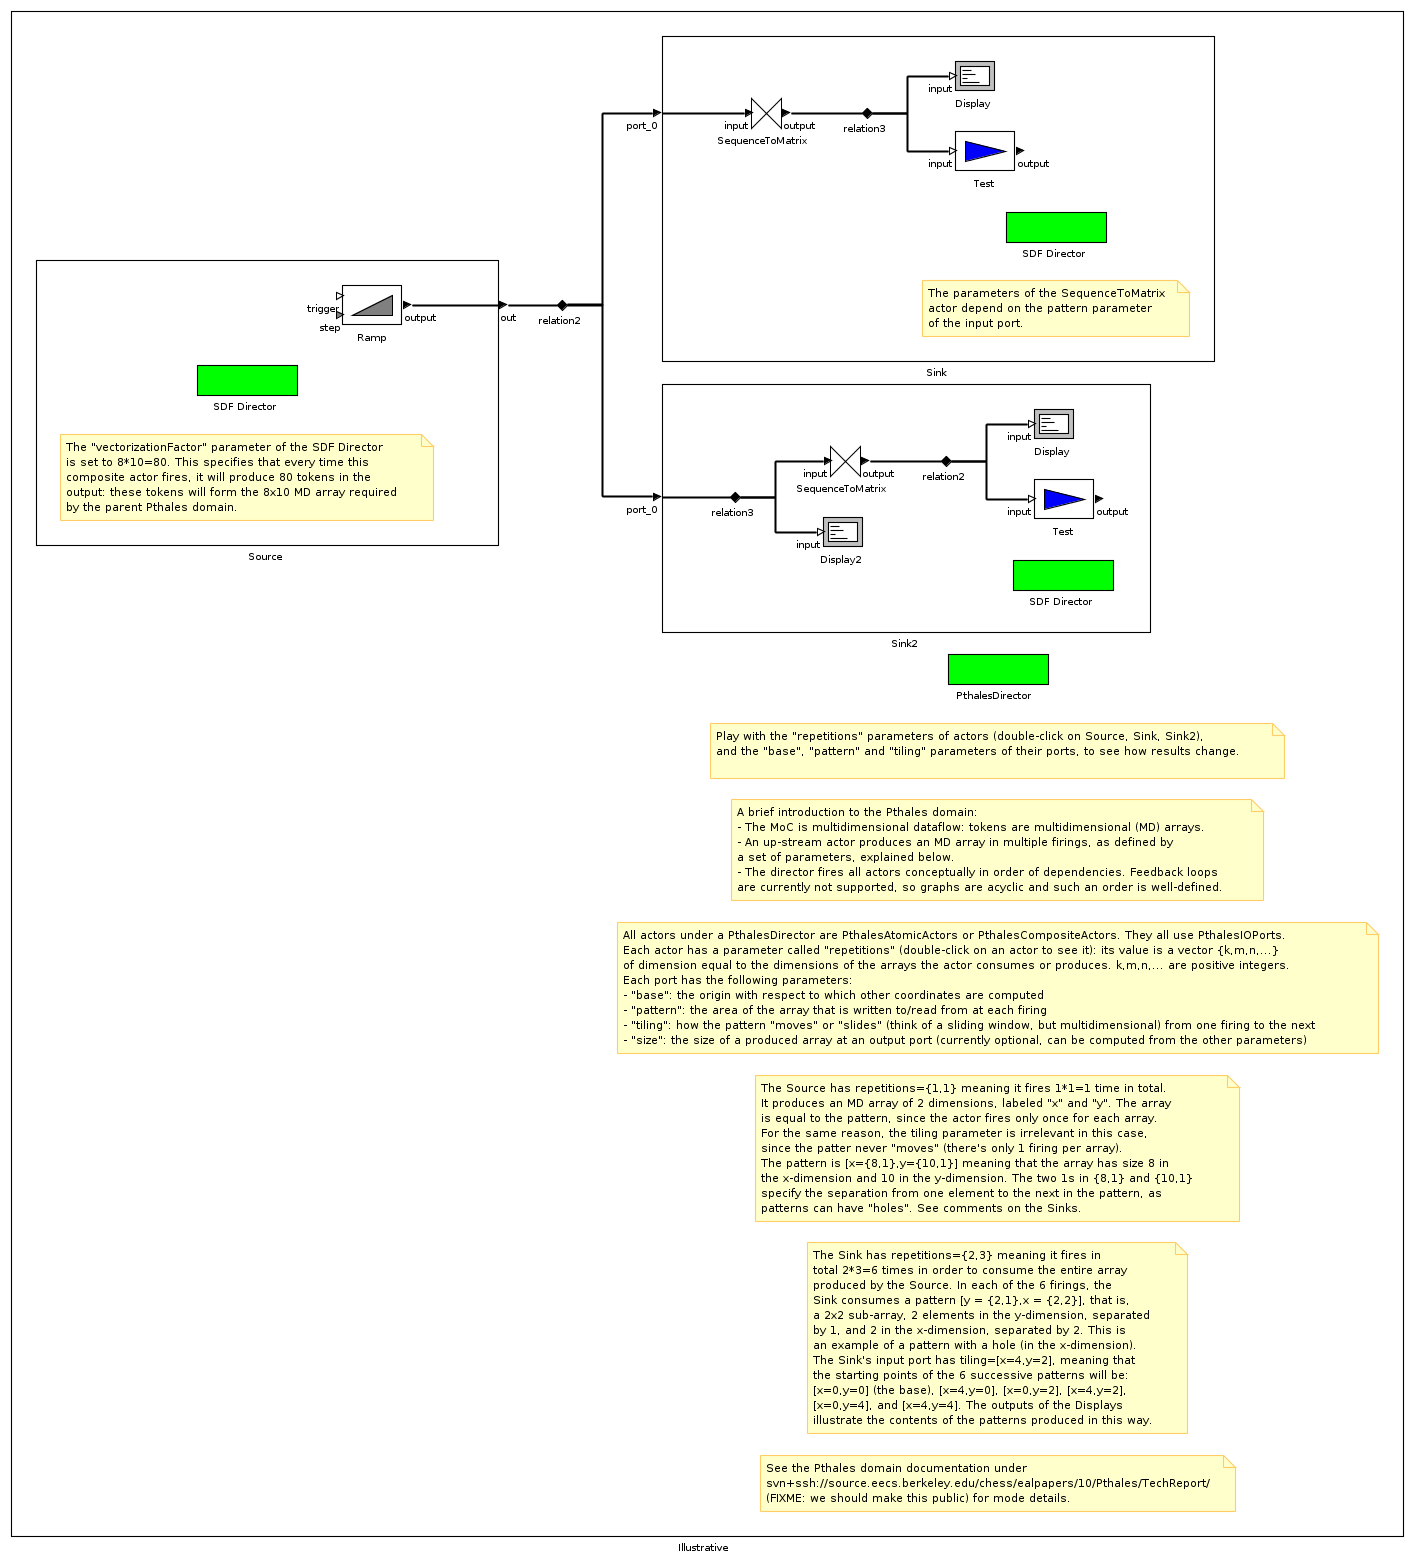 Display
input
port_0
input
output
SequenceToMatrix
relation3
input
output
Test
SDF Director
The parameters of the SequenceToMatrix
actor depend on the pattern parameter
of the input port.
Sink
trigger
step
output
Ramp
out
relation2
SDF Director
The "vectorizationFactor" parameter of the SDF Director
is set to 8*10=80. This specifies that every time this
composite actor fires, it will produce 80 tokens in the
output: these tokens will form the 8x10 MD array required
by the parent Pthales domain.
Source
input
Display
input
output
SequenceToMatrix
relation2
port_0
relation3
input
output
Test
input
Display2
SDF Director
Sink2
PthalesDirector
Play with the "repetitions" parameters of actors (double-click on Source, Sink, Sink2),
and the "base", "pattern" and "tiling" parameters of their ports, to see how results change.
A brief introduction to the Pthales domain:
- The MoC is multidimensional dataflow: tokens are multidimensional (MD) arrays.
- An up-stream actor produces an MD array in multiple firings, as defined by
a set of parameters, explained below.
- The director fires all actors conceptually in order of dependencies. Feedback loops
are currently not supported, so graphs are acyclic and such an order is well-defined.
All actors under a PthalesDirector are PthalesAtomicActors or PthalesCompositeActors. They all use PthalesIOPorts.
Each actor has a parameter called "repetitions" (double-click on an actor to see it): its value is a vector {k,m,n,...}
of dimension equal to the dimensions of the arrays the actor consumes or produces. k,m,n,... are positive integers.
Each port has the following parameters:
- "base": the origin with respect to which other coordinates are computed
- "pattern": the area of the array that is written to/read from at each firing
- "tiling": how the pattern "moves" or "slides" (think of a sliding window, but multidimensional) from one firing to the next
- "size": the size of a produced array at an output port (currently optional, can be computed from the other parameters)
The Source has repetitions={1,1} meaning it fires 1*1=1 time in total.
It produces an MD array of 2 dimensions, labeled "x" and "y". The array
is equal to the pattern, since the actor fires only once for each array.
For the same reason, the tiling parameter is irrelevant in this case,
since the patter never "moves" (there's only 1 firing per array).
The pattern is [x={8,1},y={10,1}] meaning that the array has size 8 in
the x-dimension and 10 in the y-dimension. The two 1s in {8,1} and {10,1}
specify the separation from one element to the next in the pattern, as
patterns can have "holes". See comments on the Sinks.
The Sink has repetitions={2,3} meaning it fires in
total 2*3=6 times in order to consume the entire array
produced by the Source. In each of the 6 firings, the
Sink consumes a pattern [y = {2,1},x = {2,2}], that is,
a 2x2 sub-array, 2 elements in the y-dimension, separated
by 1, and 2 in the x-dimension, separated by 2. This is
an example of a pattern with a hole (in the x-dimension).
The Sink's input port has tiling=[x=4,y=2], meaning that
the starting points of the 6 successive patterns will be:
[x=0,y=0] (the base), [x=4,y=0], [x=0,y=2], [x=4,y=2],
[x=0,y=4], and [x=4,y=4]. The outputs of the Displays
illustrate the contents of the patterns produced in this way.
See the Pthales domain documentation under
svn+ssh://source.eecs.berkeley.edu/chess/ealpapers/10/Pthales/TechReport/
(FIXME: we should make this public) for mode details.
Illustrative